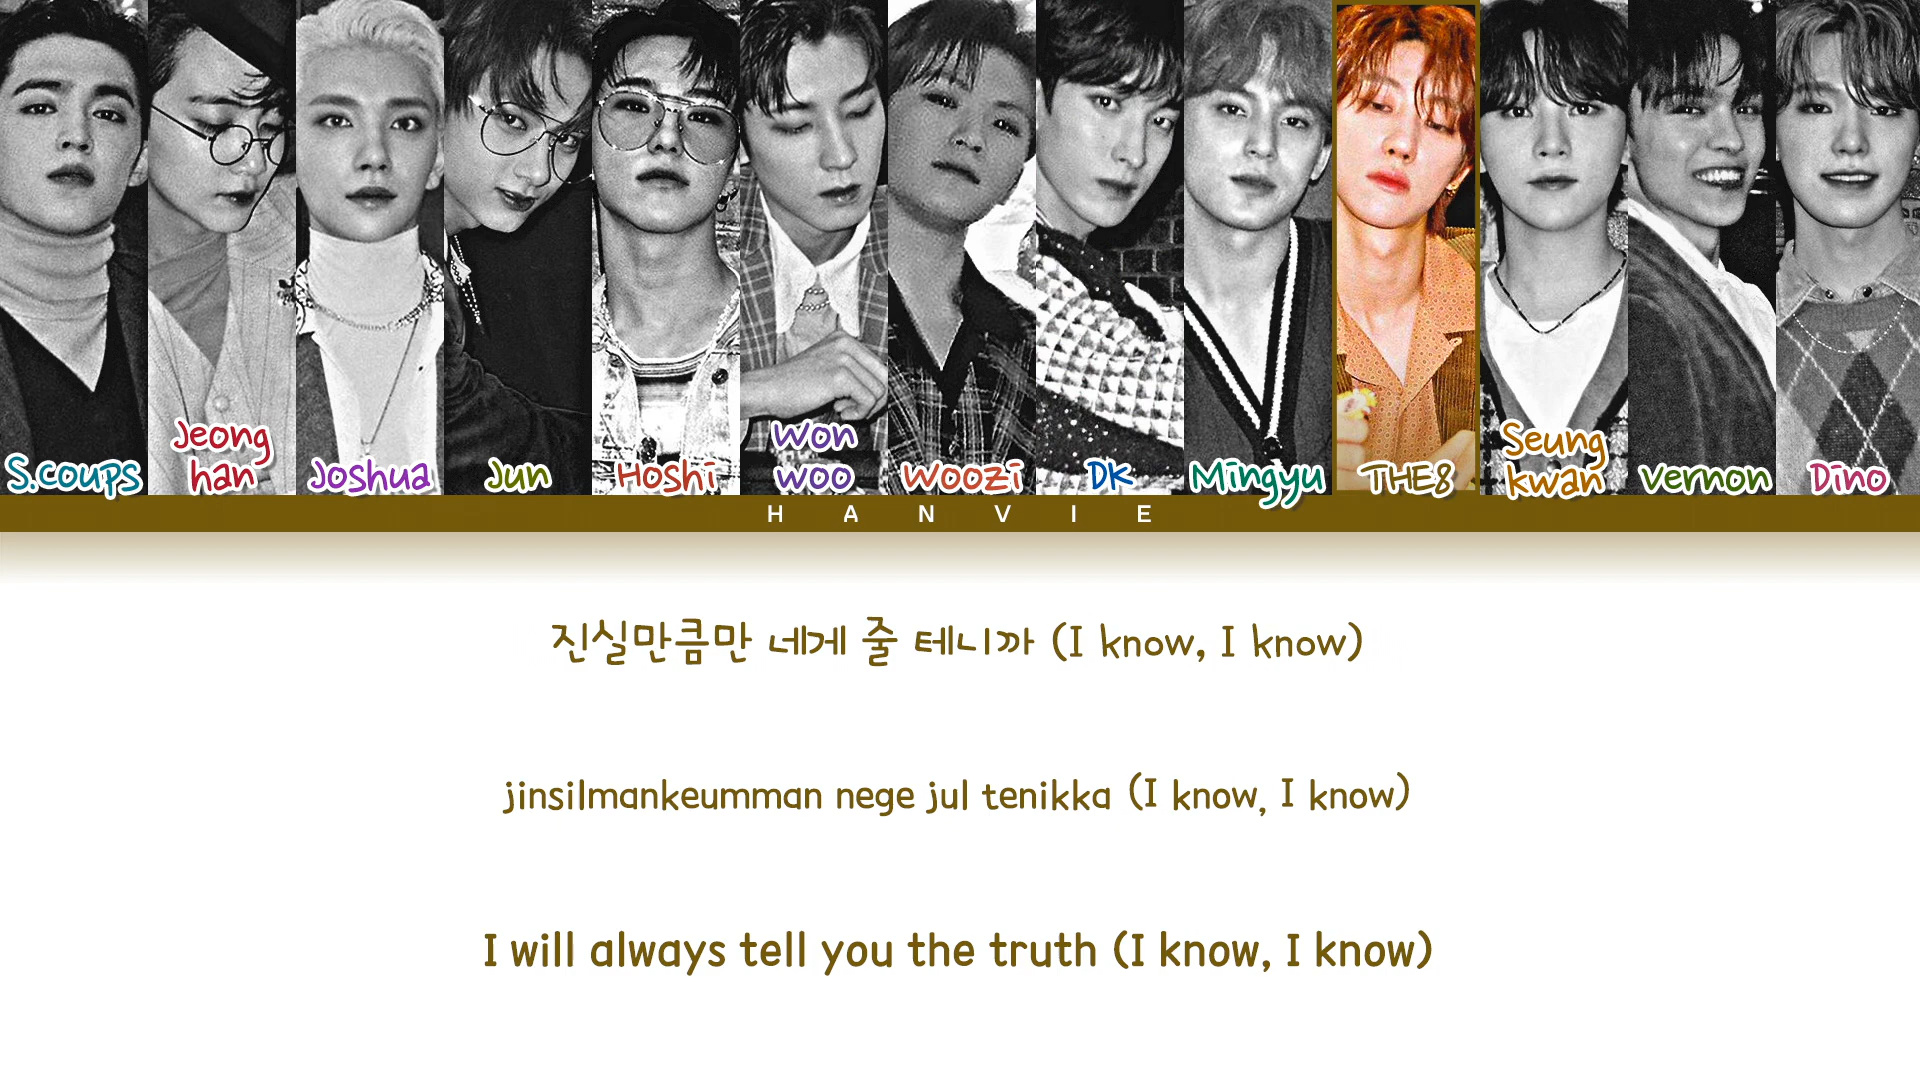 S.COUPS
Jeong
han
Joshua
Jun
Hoshi
Won
woo
Woozi
DK
Mingyu
THE8
Seung
kwan
Vernon
Dino
H A N V I E
진실만큼만 네게 줄 테니까 (I know, I know)
jinsilmankeumman nege jul tenikka (I know, I know)
I will always tell you the truth (I know, I know)